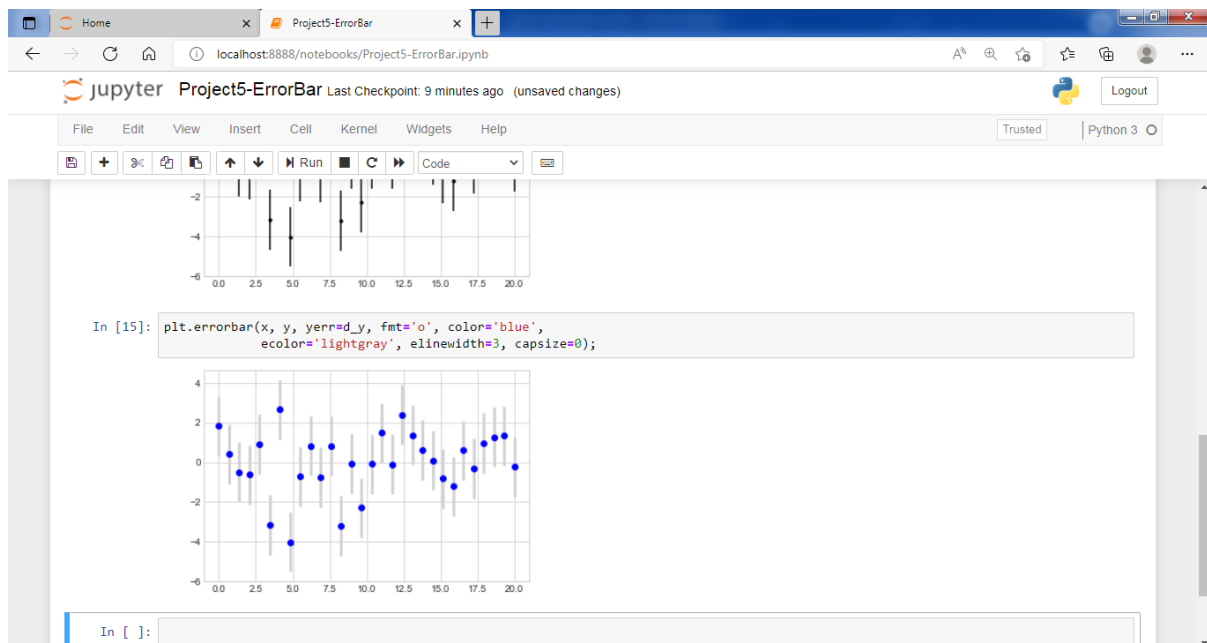 Home
Project5-ErrorBar
localhost:8888/notebooks/Project5-ErrorBar.ipynb
jupyter Project5-ErrorBar Last Checkpoint: 9 minutes ago (unsaved changes)
Logout
File Edit View Insert Cell Kernel Widgets Help
Trusted
Python 3
Run
Code
−2
−4
−6
0.0 2.5 5.0 7.5 10.0 12.5 15.0 17.5 20.0
In [15]: plt.errorbar(x, y, yerr=d_y, fmt='o', color='blue',
ecolor='lightgray', elinewidth=3, capsize=0);
4
2
0
−2
−4
−6
0.0 2.5 5.0 7.5 10.0 12.5 15.0 17.5 20.0
In [ ]: